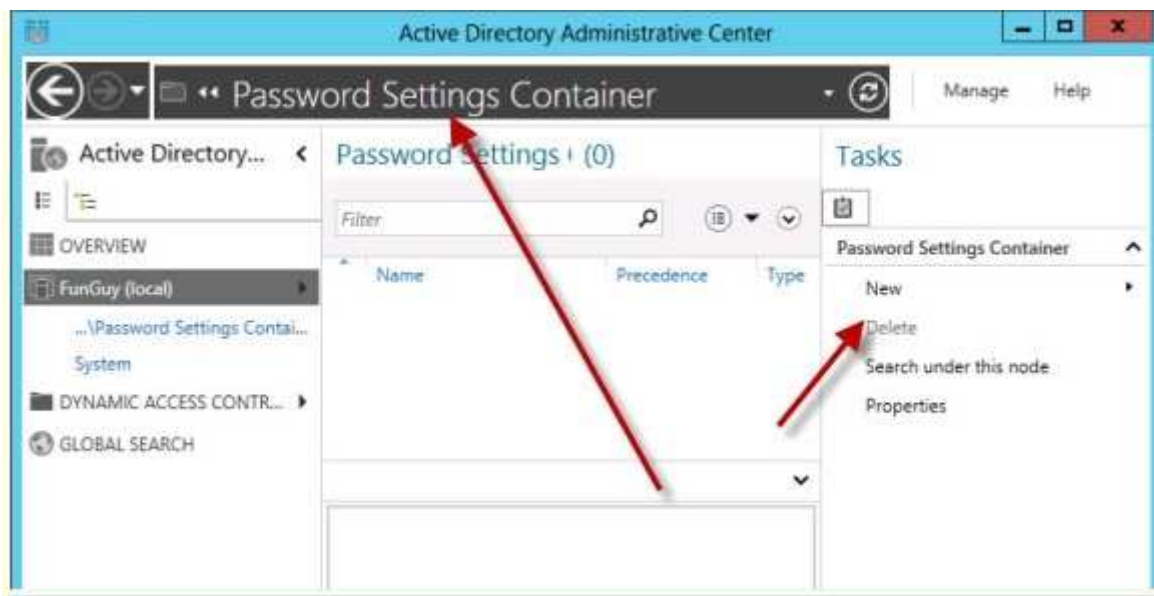 Active Directory Administrative Center
Password Settings Container
Manage Help
Active Directory...
OVERVIEW
FunGuy (local)
...\Password Settings Contai...
System
DYNAMIC ACCESS CONTR...
GLOBAL SEARCH
Password Settings (0)
Filter
Name Precedence Type
Tasks
Password Settings Container
New
Delete
Search under this node
Properties